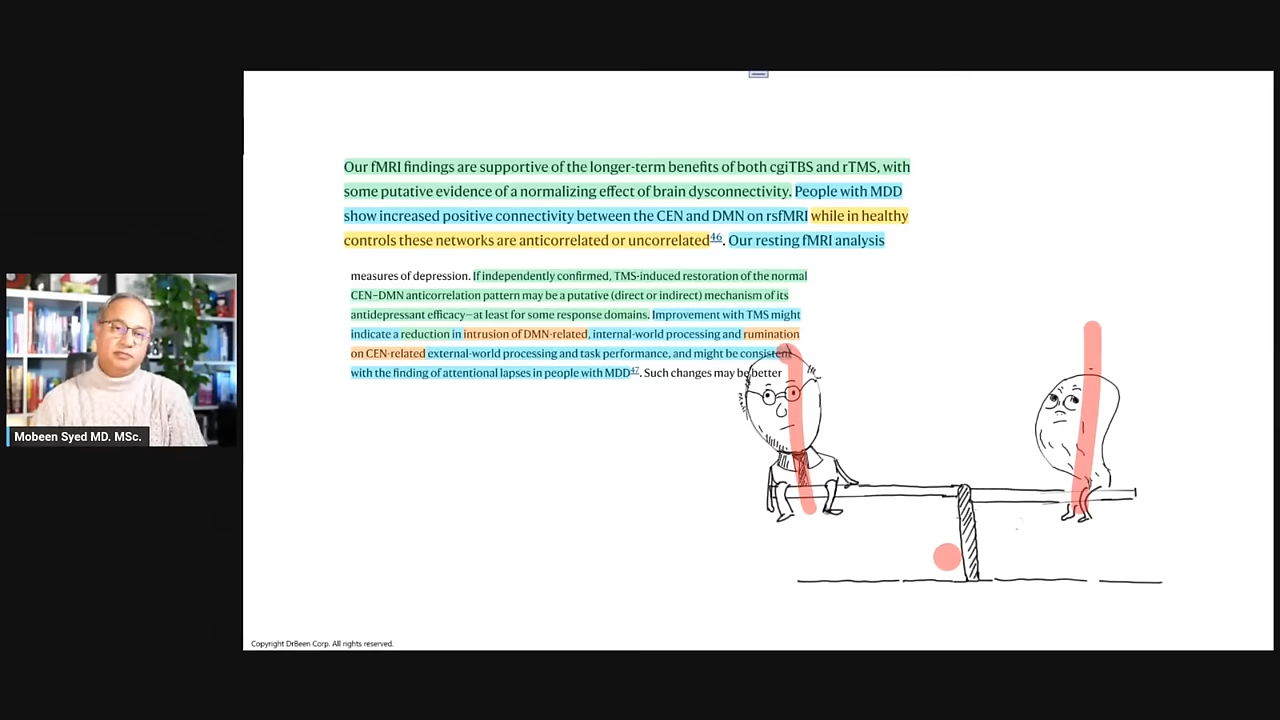 Our fMRI findings are supportive of the longer-term benefits of both cgiTBS and rTMS, with
some putative evidence of a normalizing effect of brain dysconnectivity. People with MDD
show increased positive connectivity between the CEN and DMN on rsfMRI while in healthy
controls these networks are anticorrelated or uncorrelated46. Our resting fMRI analysis
measures of depression. If independently confirmed, TMS-induced restoration of the normal
CEN–DMN anticorrelation pattern may be a putative (direct or indirect) mechanism of its
antidepressant efficacy—at least for some response domains. Improvement with TMS might
indicate a reduction in intrusion of DMN-related, internal-world processing and rumination
on CEN-related external-world processing and task performance, and might be consistent
with the finding of attentional lapses in people with MDD47. Such changes may be better
Mobeen Syed MD. MSc.
Copyright DrBeen Corp. All rights reserved.